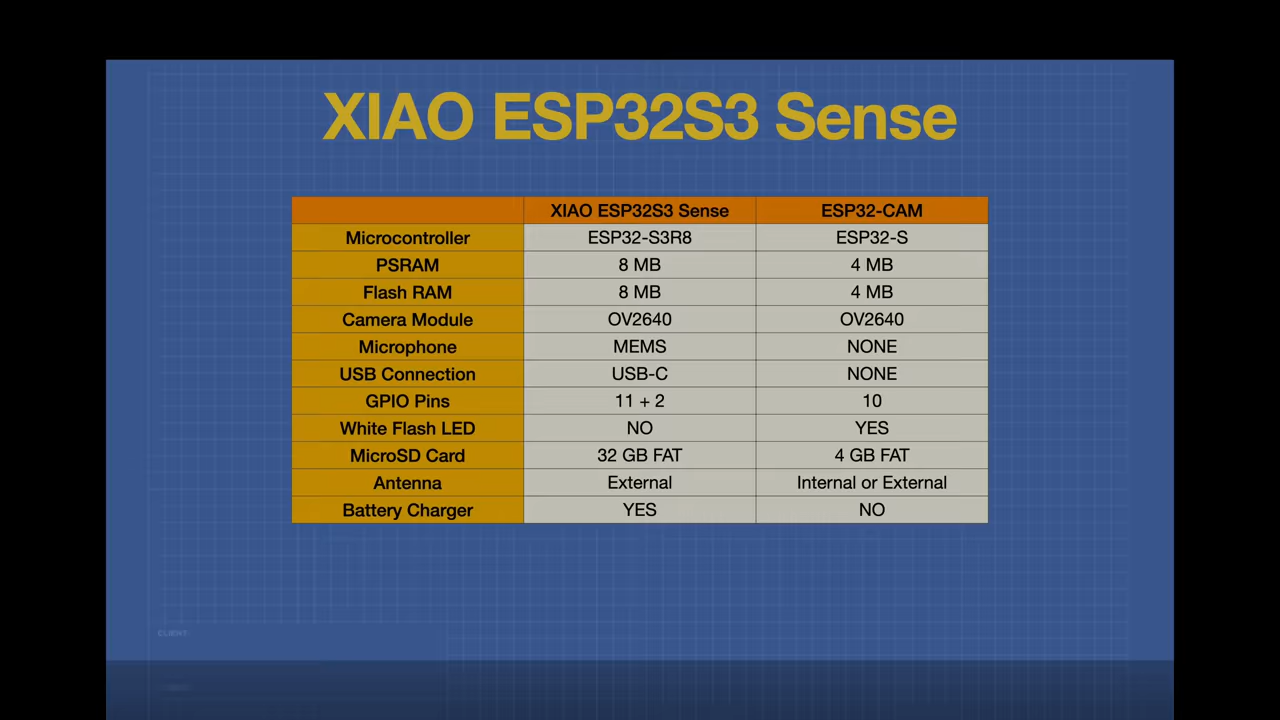 XIAO ESP32S3 Sense
XIAO ESP32S3 Sense ESP32-CAM
Microcontroller ESP32-S3R8 ESP32-S
PSRAM 8 MB 4 MB
Flash RAM 8 MB 4 MB
Camera Module OV2640 OV2640
Microphone MEMS NONE
USB Connection USB-C NONE
GPIO Pins 11 + 2 10
White Flash LED NO YES
MicroSD Card 32 GB FAT 4 GB FAT
Antenna External Internal or External
Battery Charger YES NO
CLIENT: